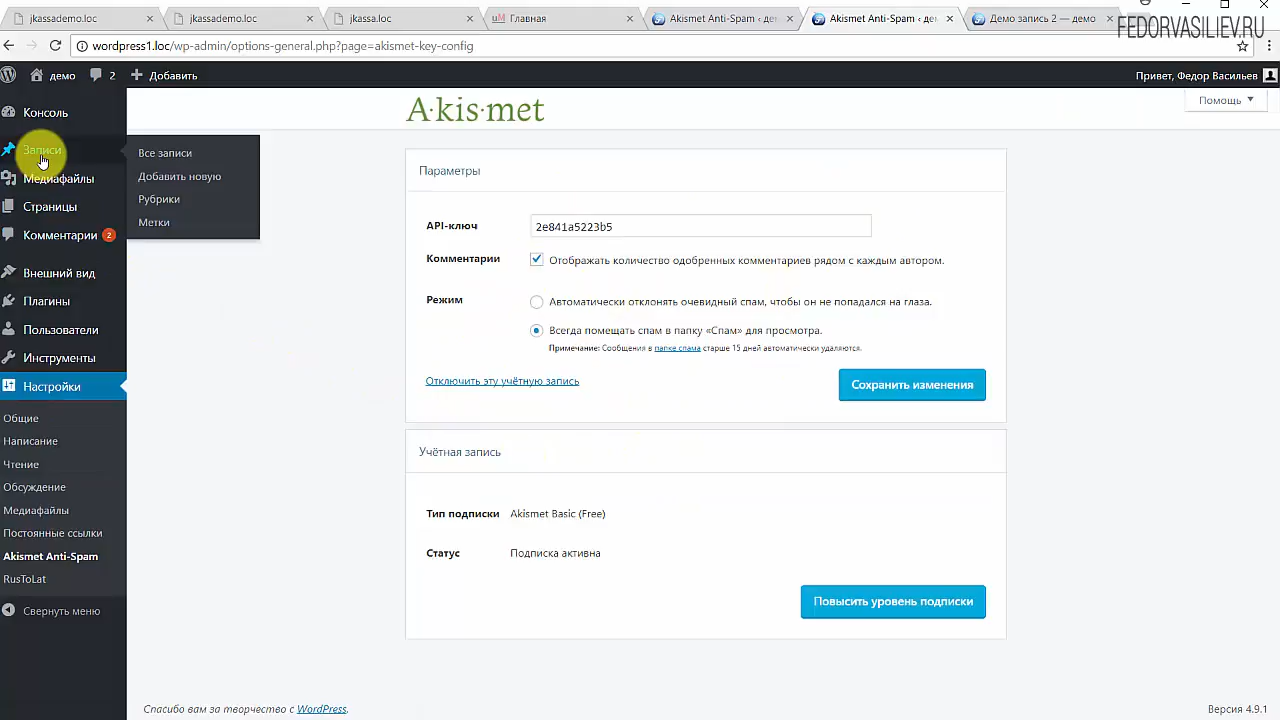 jkassademo.loc
jkassademo.loc
jkassa.loc
uM Главная
Akismet Anti-Spam ‹ дем
Akismet Anti-Spam ‹ де
Демо запись 2 — демо
FEDORVASILIEV.RU
wordpress1.loc/wp-admin/options-general.php?page=akismet-key-config
демо 2 Добавить
Привет, Федор Васильев
Консоль
Записи
Медиафайлы
Страницы
Комментарии 2
Внешний вид
Плагины
Пользователи
Инструменты
Настройки
Общие
Написание
Чтение
Обсуждение
Медиафайлы
Постоянные ссылки
Akismet Anti-Spam
RusToLat
Свернуть меню
Все записи
Добавить новую
Рубрики
Метки
A·kis·met
Помощь
Параметры
API-ключ 2e841a5223b5
Комментарии Отображать количество одобренных комментариев рядом с каждым автором.
Режим Автоматически отклонять очевидный спам, чтобы он не попадался на глаза.
Всегда помещать спам в папку «Спам» для просмотра.
Примечание: Сообщения в папке спама старше 15 дней автоматически удаляются.
Отключить эту учётную запись
Сохранить изменения
Учётная запись
Тип подписки Akismet Basic (Free)
Статус Подписка активна
Повысить уровень подписки
Спасибо вам за творчество с WordPress.
Версия 4.9.1